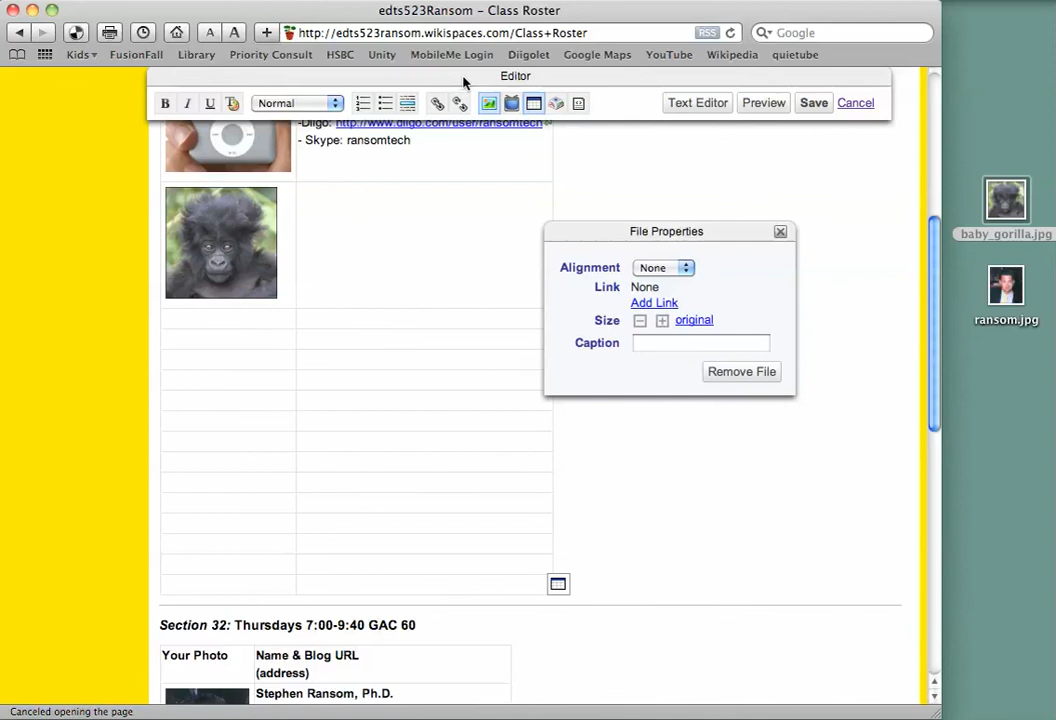 edts523Ransom – Class Roster
A A + http://edts523ransom.wikispaces.com/Class+Roster RSS Google
Kids FusionFall Library Priority Consult HSBC Unity MobileMe Login Diigolet Google Maps YouTube Wikipedia quietube
Editor
B I U Normal Text Editor Preview Save Cancel
-Diigo: http://www.diigo.com/user/ransomtech
- Skype: ransomtech
baby_gorilla.jpg
ransom.jpg
File Properties
Alignment None
Link None
Add Link
Size original
Caption
Remove File
Section 32: Thursdays 7:00-9:40 GAC 60
Your Photo Name & Blog URL
(address)
Stephen Ransom, Ph.D.
Canceled opening the page